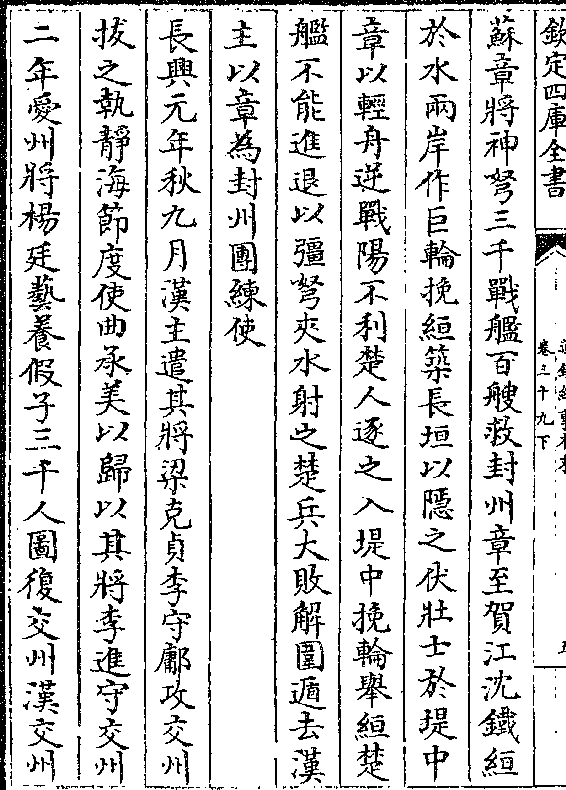 欽定四庫全書
卷三十九下
蘇章將神弩三千戰艦百艘救封州章至賀江沈鐵絙
於水兩岸作巨輪挽絙築長垣以隱之伏壯士於堤中
章以輕舟逆戰陽不利楚人逐之入堤中挽輪舉絙楚
艦不能進退以彊弩夾水射之楚兵大敗解圍遁去漢
主以章為封州團練使
長興元年秋九月漢主遣其將梁克貞李守鄜攻交州
拔之執靜海節度使曲承美以歸以其將李進守交州
二年愛州將楊廷藝養假子三千人圖復交州漢交州